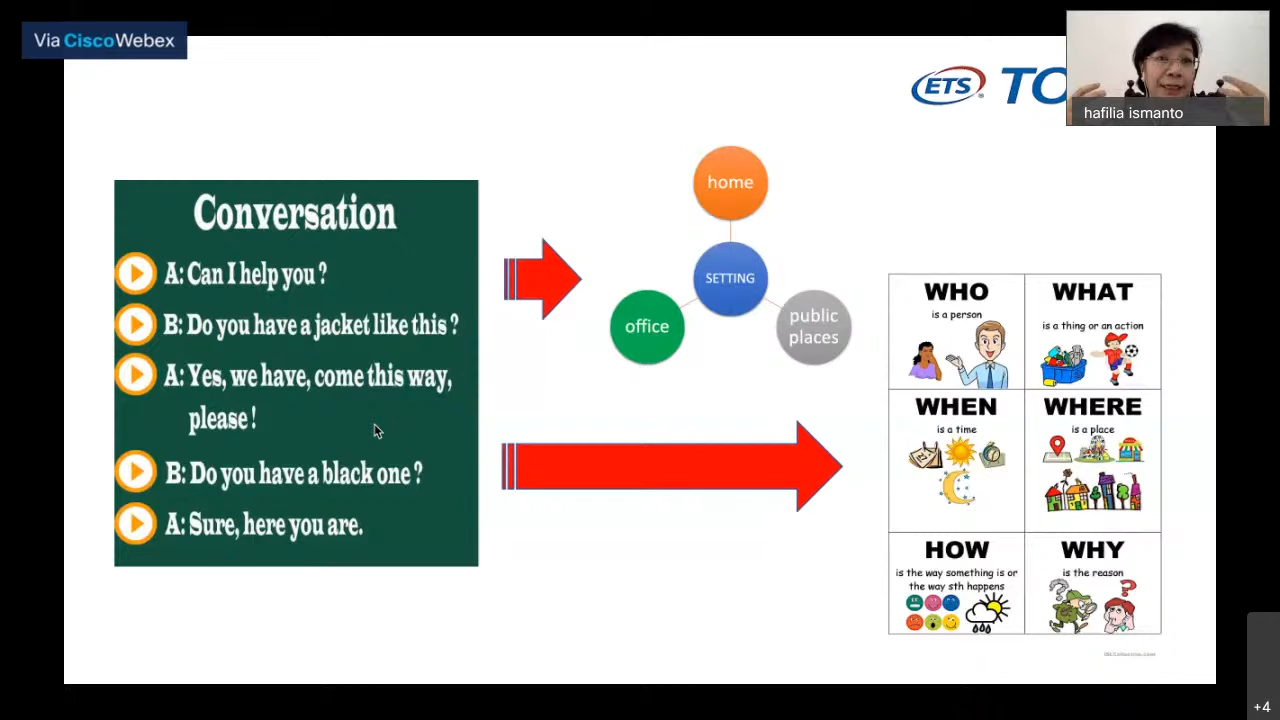 Via CiscoWebex
ETS
TO
hafilia ismanto
Conversation
A: Can I help you?
B: Do you have a jacket like this?
A: Yes, we have, come this way,
please!
B: Do you have a black one?
A: Sure, here you are.
home
SETTING
office
public
places
WHO
is a person
WHAT
is a thing or an action
WHEN
is a time
WHERE
is a place
HOW
is the way something is or
the way sth happens
WHY
is the reason
+4